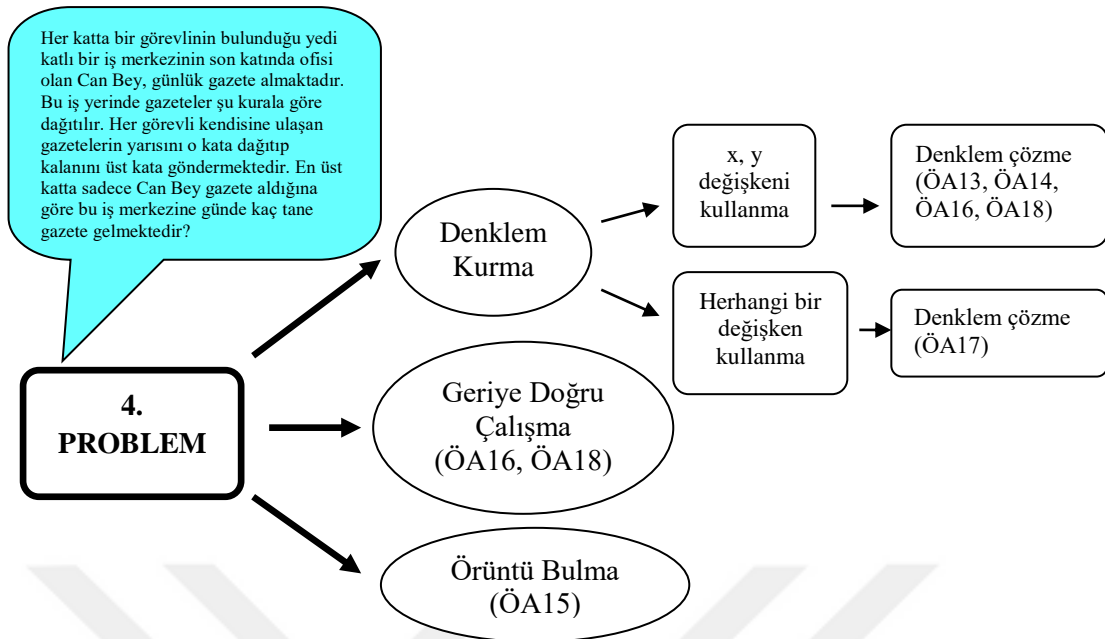 Her katta bir görevlinin bulunduğu yedi
katlı bir iş merkezinin son katında ofisi
olan Can Bey, günlük gazete almaktadır.
Bu iş yerinde gazeteler şu kurala göre
dağıtılır. Her görevli kendisine ulaşan
gazetelerin yarısını o kata dağıtıp
kalanını üst kata göndermektedir. En üst
katta sadece Can Bey gazete aldığına
göre bu iş merkezine günde kaç tane
gazete gelmektedir?
4.
PROBLEM
Denklem
Kurma
x, y
değişkeni
kullanma
Denklem çözme
(ÖA13, ÖA14,
ÖA16, ÖA18)
Herhangi bir
değişken
kullanma
Denklem çözme
(ÖA17)
Geriye Doğru
Çalışma
(ÖA16, ÖA18)
Örüntü Bulma
(ÖA15)